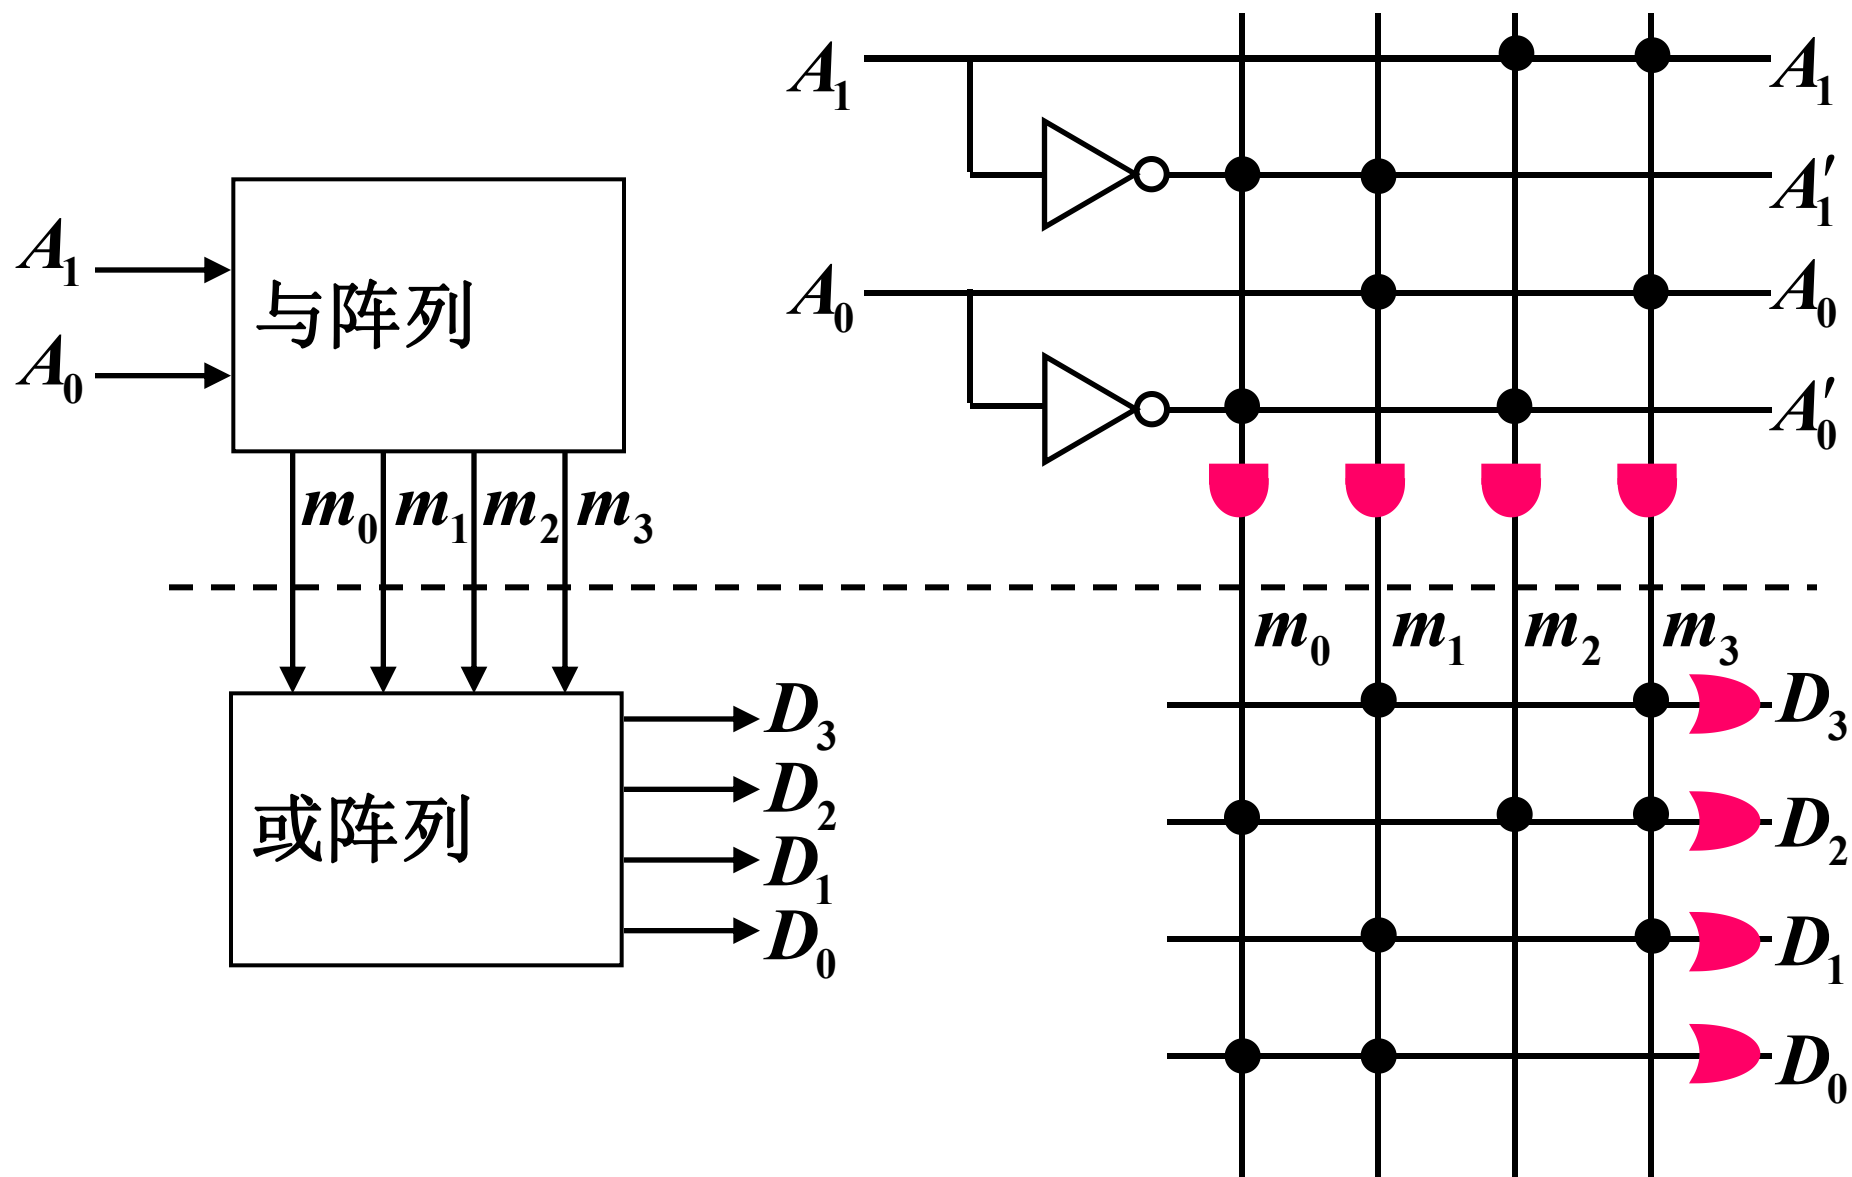 A₁
A₀
与阵列
m₀ m₁ m₂ m₃
或阵列
D₃
D₂
D₁
D₀
A₁ A₁
A₁′
A₀ A₀
A₀′
m₀ m₁ m₂ m₃
D₃
D₂
D₁
D₀